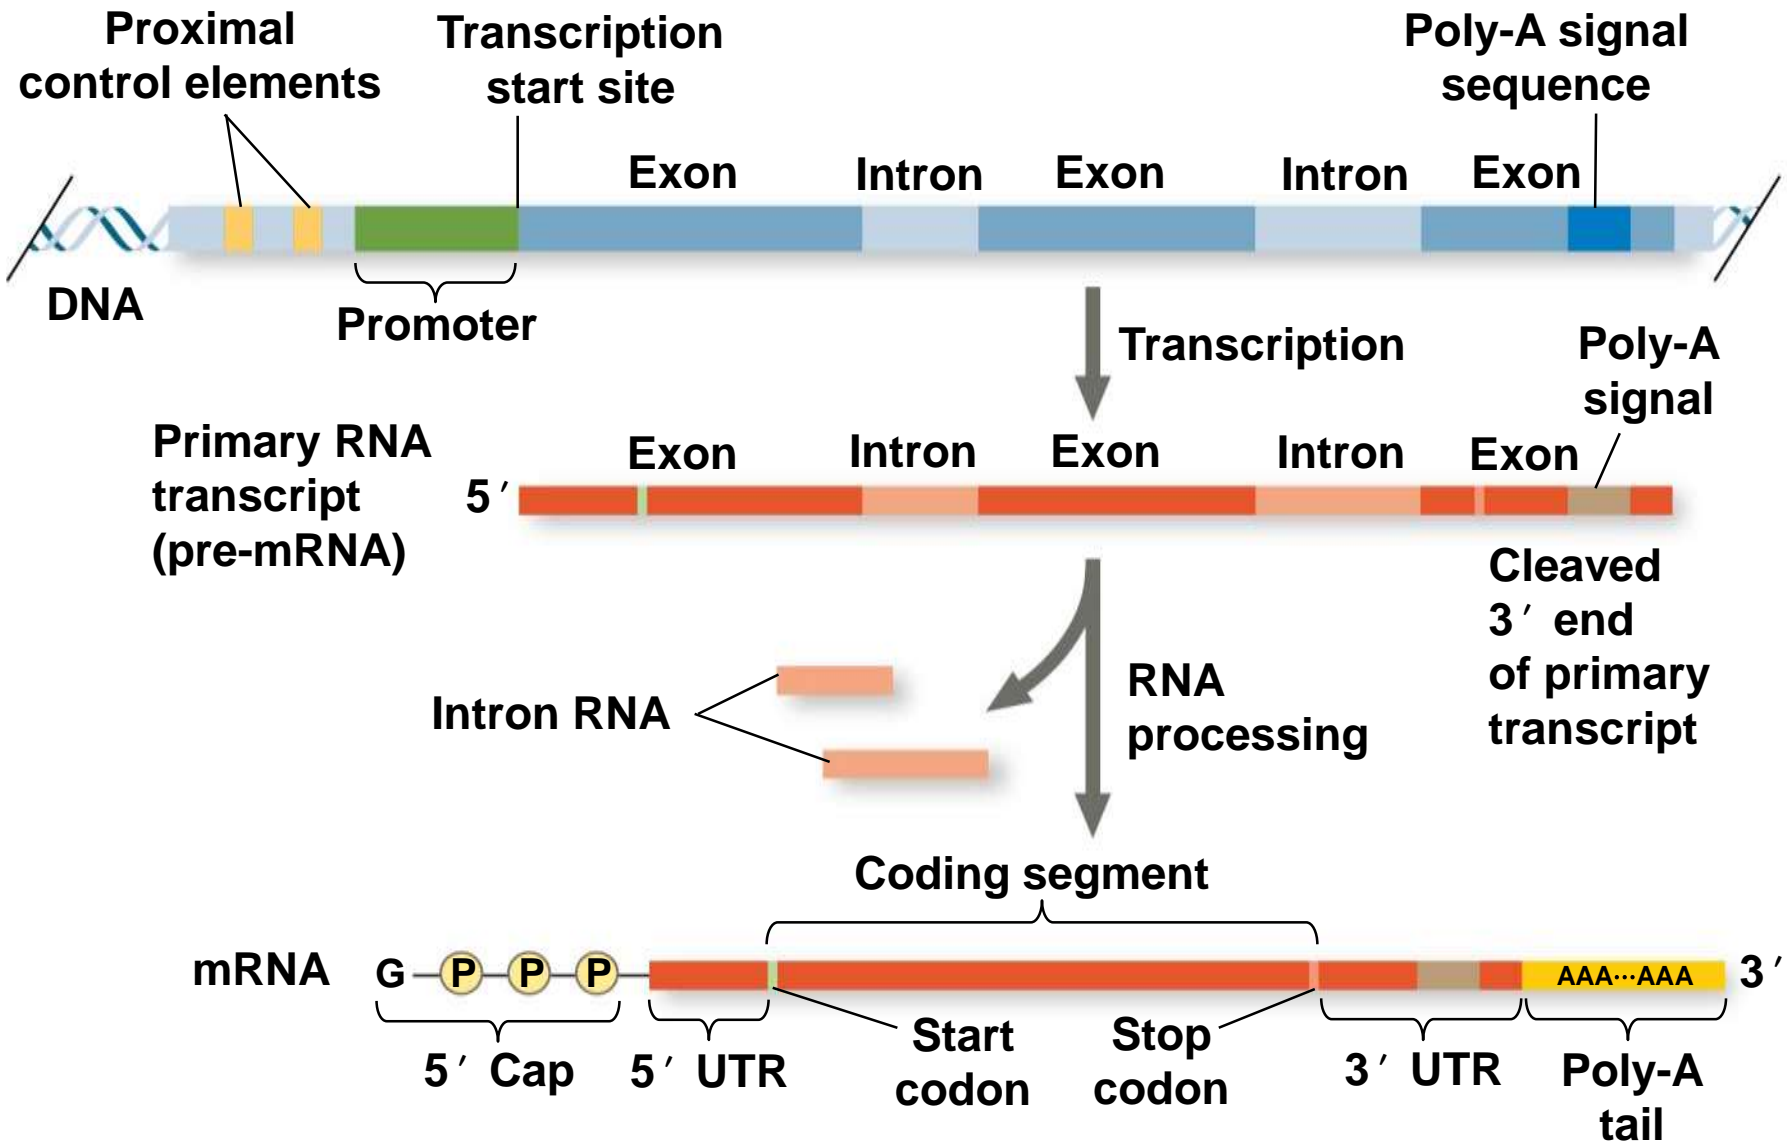 Proximal
control elements
Transcription
start site
Poly-A signal
sequence
Exon Intron Exon Intron Exon
DNA
Promoter
Transcription
Poly-A
signal
Primary RNA
transcript
(pre-mRNA)
5′
Exon Intron Exon Intron Exon
Cleaved
3′ end
of primary
transcript
Intron RNA
RNA
processing
Coding segment
mRNA G P P P AAA···AAA 3′
5′ Cap
5′ UTR
Start
codon
Stop
codon
3′ UTR
Poly-A
tail